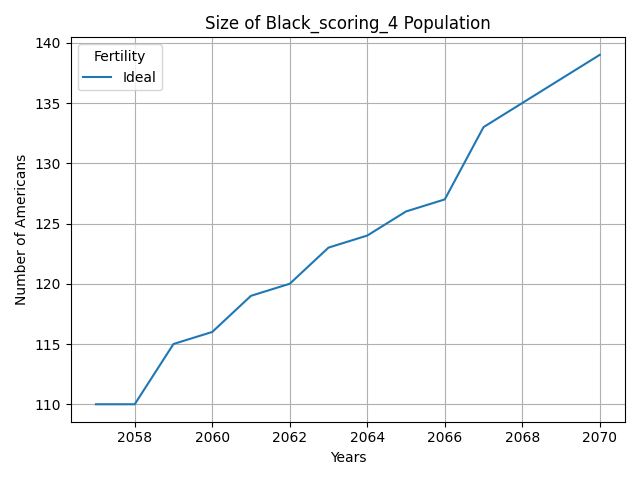 Size of Black_scoring_4 Population
Fertility
Ideal
Number of Americans
140
135
130
125
120
115
110
2058 2060 2062 2064 2066 2068 2070
Years